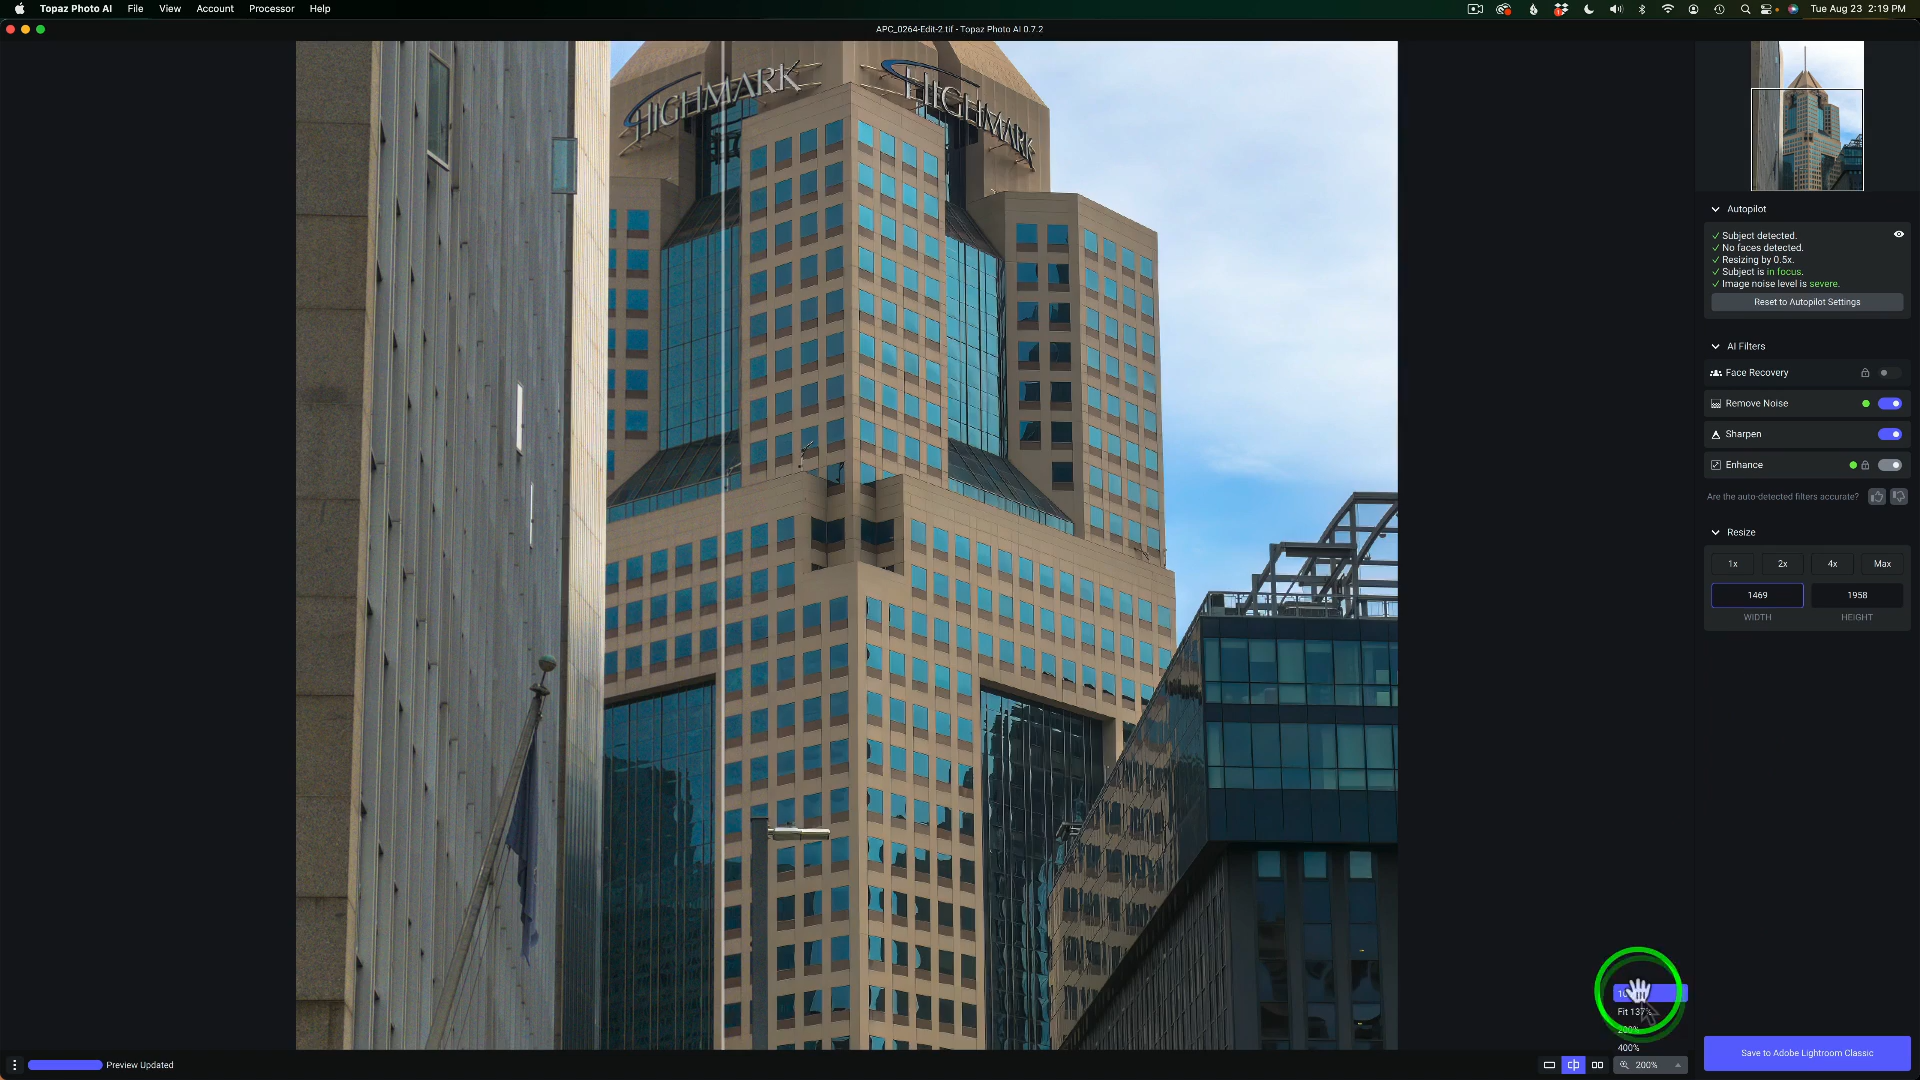 Topaz Photo AI File View Account Processor Help
Tue Aug 23 2:19 PM
APC_0264-Edit-2.tif - Topaz Photo AI 0.7.2
HIGHMARK
HIGHMARK
Autopilot
Subject detected.
No faces detected.
Resizing by 0.5x.
Subject is in focus.
Image noise level is severe.
Reset to Autopilot Settings
AI Filters
Face Recovery
Remove Noise
Sharpen
Enhance
Are the auto-detected filters accurate?
Resize
1x 2x 4x Max
1469 1958
WIDTH HEIGHT
Fit 137%
200%
400%
Preview Updated
200%
Save to Adobe Lightroom Classic